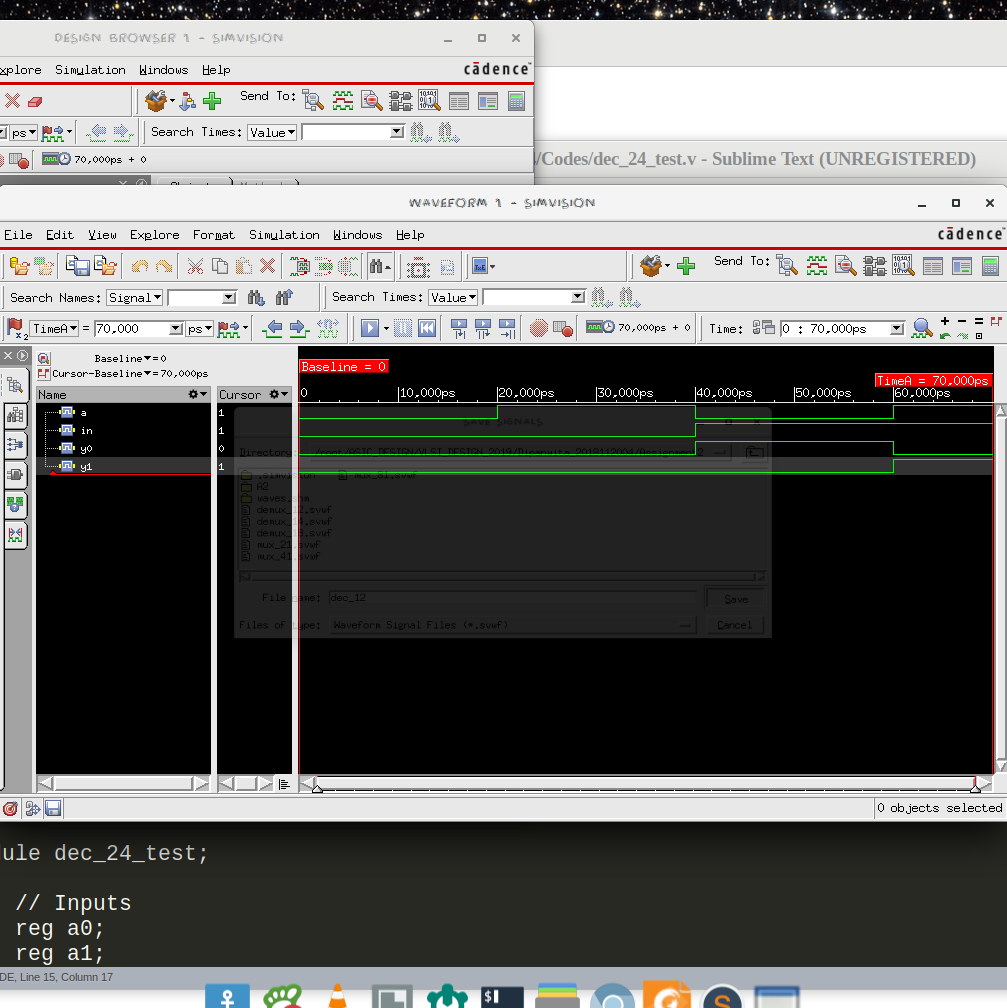 DESIGN BROWSER 1 - SIMVISION
xplore Simulation Windows Help
cādence™
Send To:
ps
Search Times: Value
70,000ps + 0
/Codes/dec_24_test.v - Sublime Text (UNREGISTERED)
WAVEFORM 1 - SIMVISION
File Edit View Explore Format Simulation Windows Help
cādence
Send To:
Search Names: Signal
Search Times: Value
TimeA = 70,000 ps
70,000ps + 0
Time: 0 : 70,000ps
Baseline = 0
Cursor-Baseline = 70,000ps
Baseline = 0
TimeA = 70,000ps
Name
Cursor
0 10,000ps 20,000ps 30,000ps 40,000ps 50,000ps 60,000ps
a 1
in 1
y0 0
y1 1
SAVE SIGNALS
.simvision
mux_81.svwf
A2
waves.shm
demux_12.svwf
demux_14.svwf
demux_18.svwf
mux_21.svwf
mux_41.svwf
File name: dec_12
Save
Files of type: Waveform Signal Files (*.svwf)
Cancel
0 objects selected
ule dec_24_test;
// Inputs
reg a0;
reg a1;
DE, Line 15, Column 17